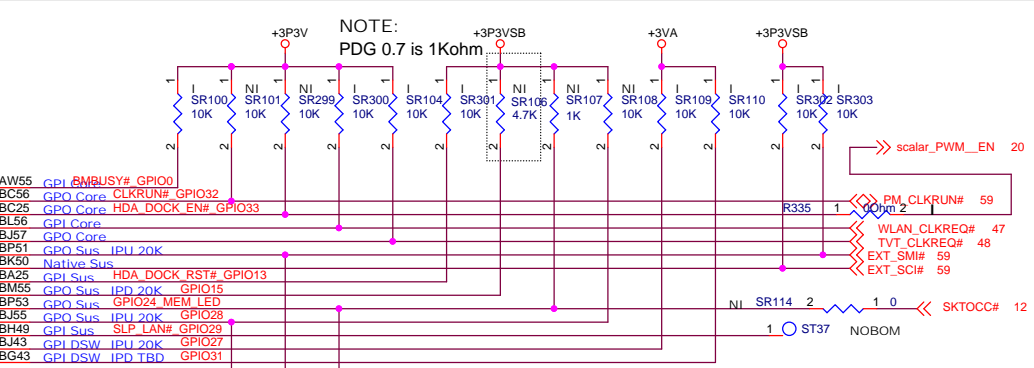 NOTE:
PDG 0.7 is 1Kohm
+3P3V
+3P3VSB
+3VA
+3P3VSB
1 1 1 1 1 1 1 1 1 1 1 1 1
I NI NI I I NI NI NI I I I I
SR100 SR101 SR299 SR300 SR104 SR301 SR106 SR107 SR108 SR109 SR110 SR302 SR303
10K 10K 10K 10K 10K 10K 4.7K 1K 10K 10K 10K 10K 10K
2 2 2 2 2 2 2 2 2 2 2 2 2
scalar_PWM__EN 20
AW55 GPI Core BMBUSY#_GPIO0
BC56 GPO Core CLKRUN#_GPIO32
PM_CLKRUN# 59
BC25 GPO Core HDA_DOCK_EN#_GPIO33
R335 1 0Ohm 2 I
BL56 GPI Core
WLAN_CLKREQ# 47
BJ57 GPO Core
TVT_CLKREQ# 48
BP51 GPO Sus IPU 20K
EXT_SMI# 59
BK50 Native Sus
EXT_SCI# 59
BA25 GPI Sus HDA_DOCK_RST#_GPIO13
BM55 GPO Sus IPD 20K GPIO15
BP53 GPO Sus GPIO24_MEM_LED
NI SR114 2 1 0 SKTOCC# 12
BJ55 GPO Sus IPU 20K GPIO28
BH49 GPI Sus SLP_LAN#_GPIO29
1 ST37 NOBOM
BJ43 GPI DSW IPU 20K GPIO27
BG43 GPI DSW IPD TBD GPIO31